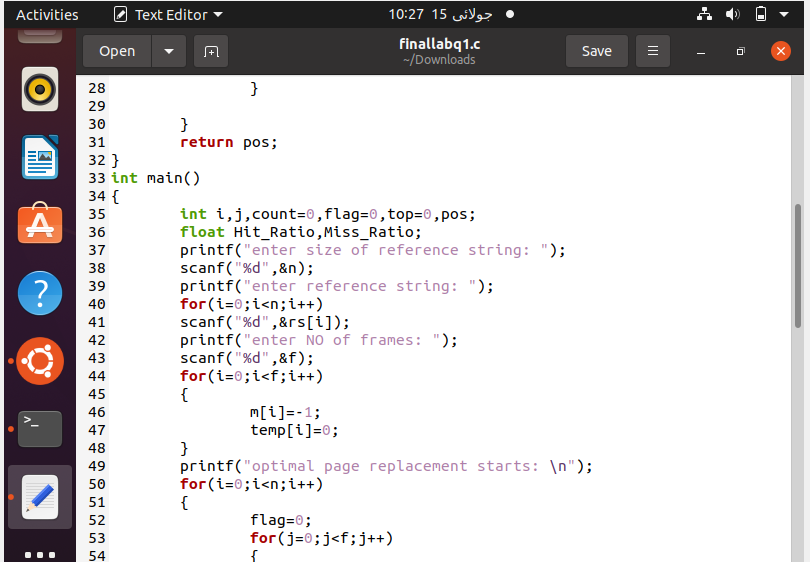 Activities Text Editor 10:27 15 جولائی
Open finallabq1.c Save
~/Downloads
28 }
29
30 }
31 return pos;
32 }
33 int main()
34 {
35 int i,j,count=0,flag=0,top=0,pos;
36 float Hit_Ratio,Miss_Ratio;
37 printf("enter size of reference string: ");
38 scanf("%d",&n);
39 printf("enter reference string: ");
40 for(i=0;i<n;i++)
41 scanf("%d",&rs[i]);
42 printf("enter NO of frames: ");
43 scanf("%d",&f);
44 for(i=0;i<f;i++)
45 {
46 m[i]=-1;
47 temp[i]=0;
48 }
49 printf("optimal page replacement starts: \n");
50 for(i=0;i<n;i++)
51 {
52 flag=0;
53 for(j=0;j<f;j++)
54 {